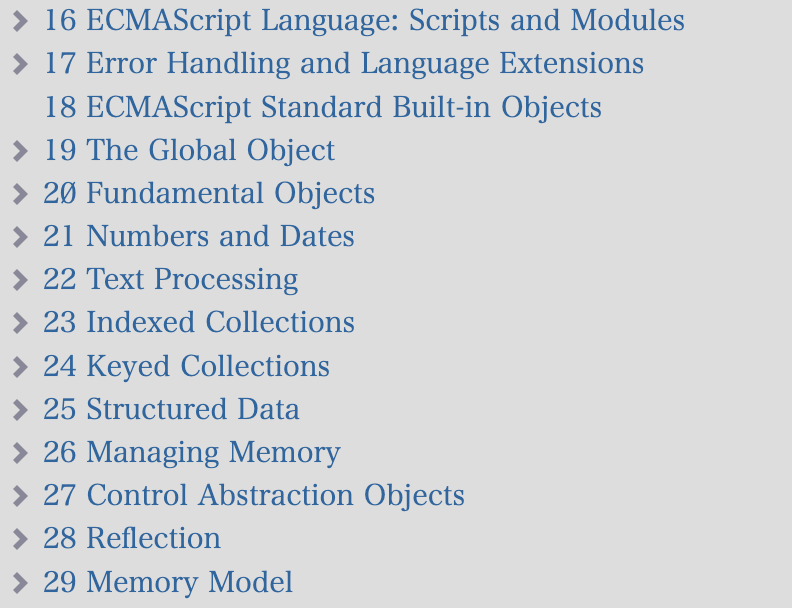 16 ECMAScript Language: Scripts and Modules
17 Error Handling and Language Extensions
18 ECMAScript Standard Built-in Objects
19 The Global Object
20 Fundamental Objects
21 Numbers and Dates
22 Text Processing
23 Indexed Collections
24 Keyed Collections
25 Structured Data
26 Managing Memory
27 Control Abstraction Objects
28 Reflection
29 Memory Model